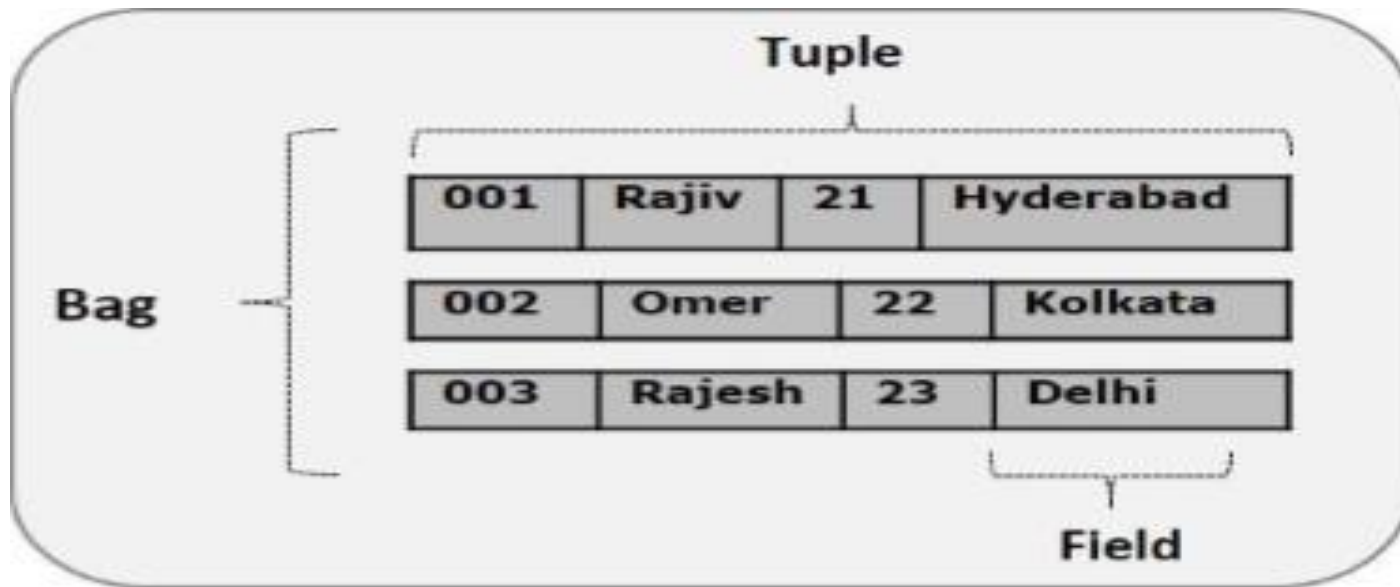 Tuple
001 Rajiv 21 Hyderabad
Bag
002 Omer 22 Kolkata
003 Rajesh 23 Delhi
Field